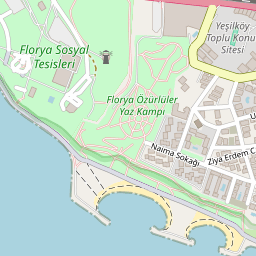 Yeşilköy
Toplu Konut
Sitesi
Florya Sosyal
Tesisleri
Florya Özürlüler
Yaz Kampı
Naima Sokağı
Ziya Erdem C